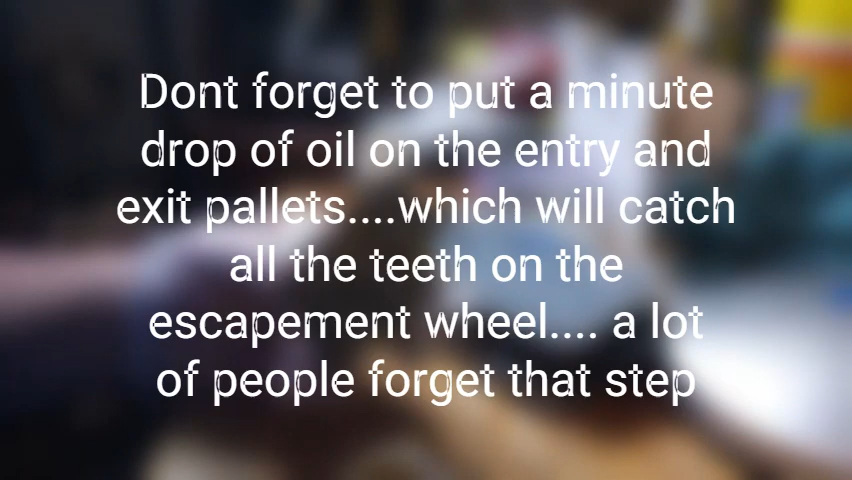 Dont forget to put a minute
drop of oil on the entry and
exit pallets....which will catch
all the teeth on the
escapement wheel.... a lot
of people forget that step